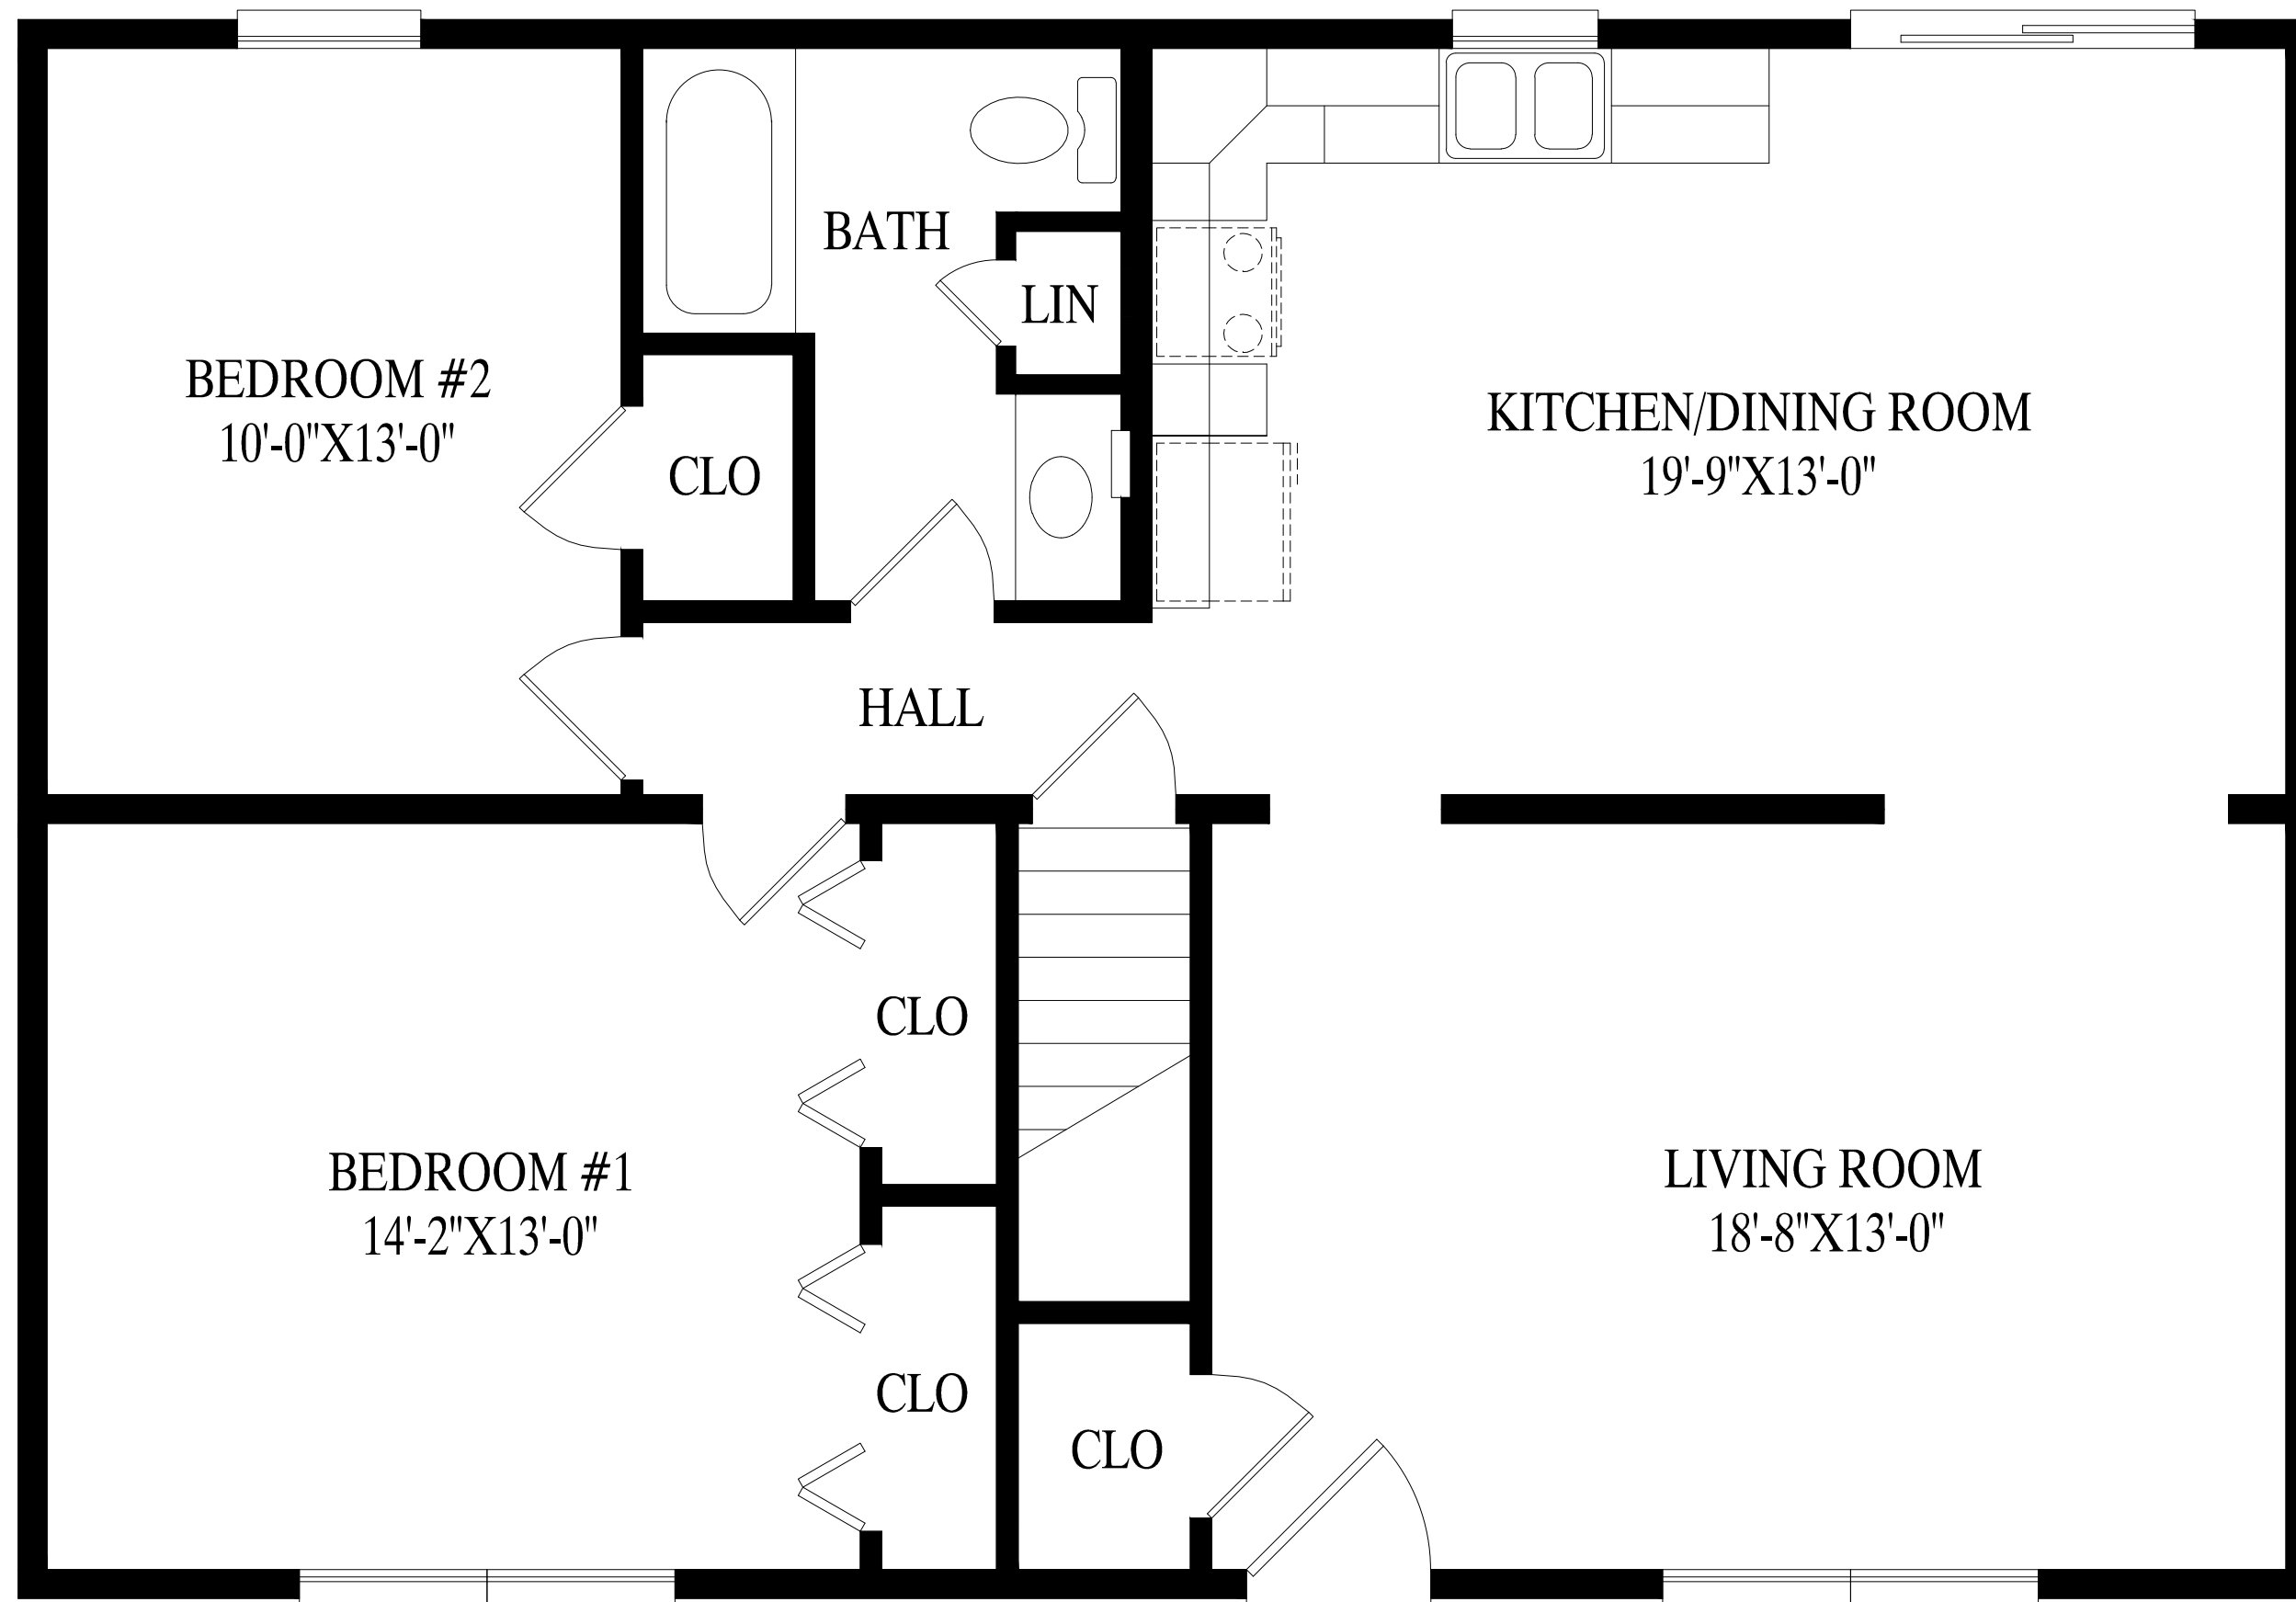 BATH
LIN
BEDROOM #2
10'-0"X13'-0"
CLO
KITCHEN/DINING ROOM
19'-9"X13'-0"
HALL
CLO
BEDROOM #1
14'-2"X13'-0"
LIVING ROOM
18'-8"X13'-0"
CLO
CLO